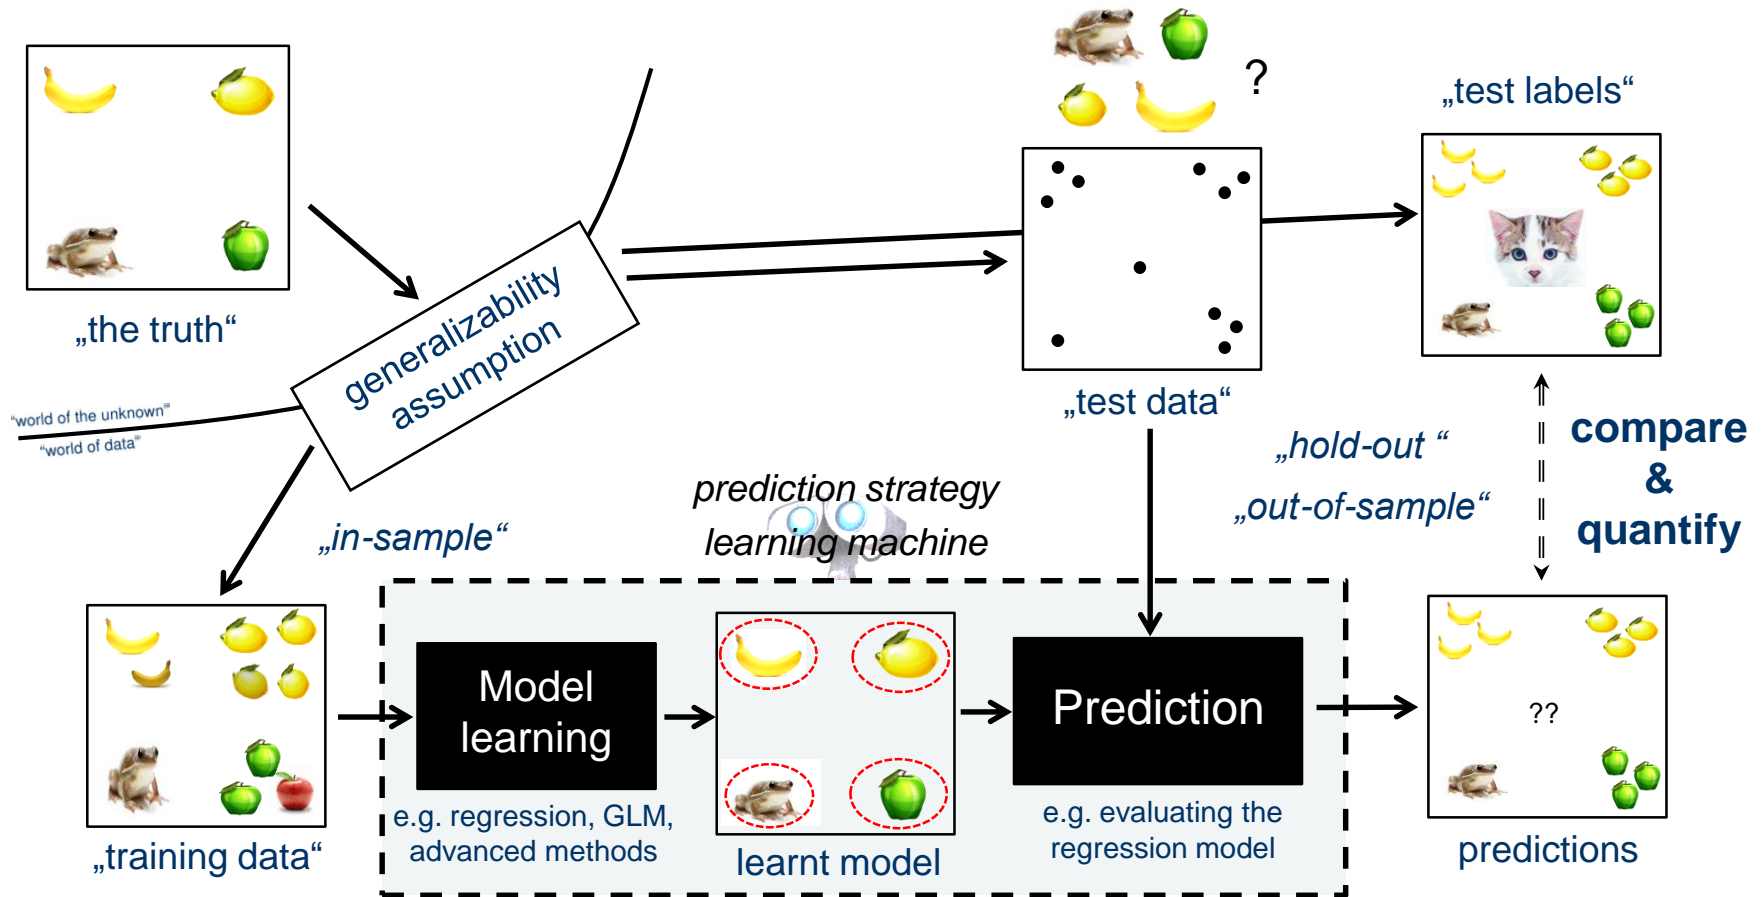 ?
„test labels“
„the truth“
generalizability
assumption
"world of the unknown"
"world of data"
„test data“
„hold-out “
„out-of-sample“
compare
&
quantify
„in-sample“
prediction strategy
learning machine
Model
learning
Prediction
??
e.g. regression, GLM,
advanced methods
e.g. evaluating the
regression model
„training data“
learnt model
predictions